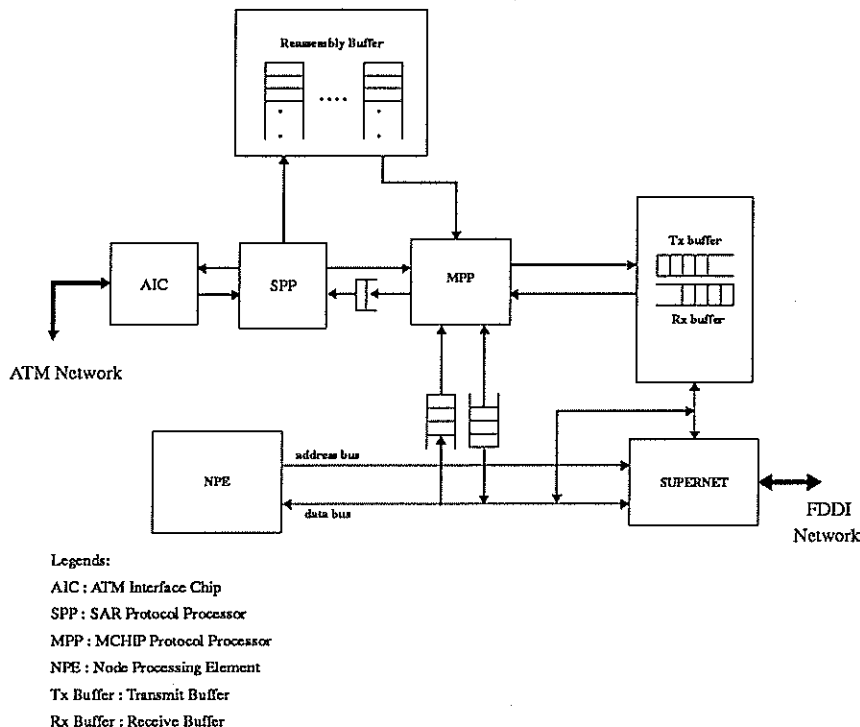 Reassembly Buffer
AIC
SPP
MPP
Tx buffer
Rx buffer
ATM Network
NPE
address bus
data bus
SUPERNET
FDDI
Network
Legends:
AIC : ATM Interface Chip
SPP : SAR Protocol Processor
MPP : MCHIP Protocol Processor
NPE : Node Processing Element
Tx Buffer : Transmit Buffer
Rx Buffer : Receive Buffer